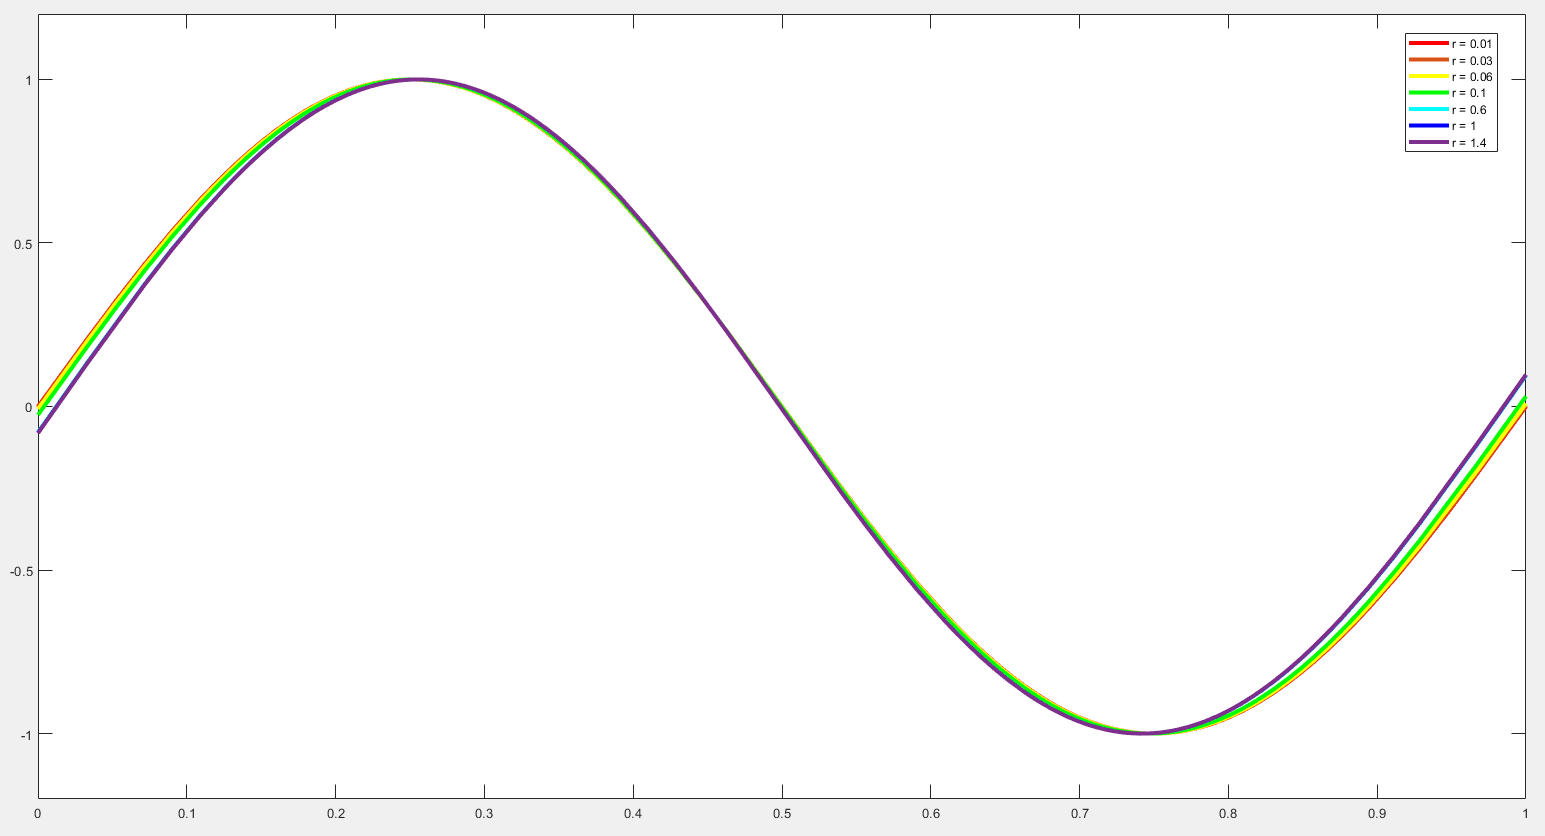 r = 0.01
r = 0.03
r = 0.06
r = 0.1
r = 0.6
r = 1
r = 1.4
1
0.5
0
-0.5
-1
0 0.1 0.2 0.3 0.4 0.5 0.6 0.7 0.8 0.9 1